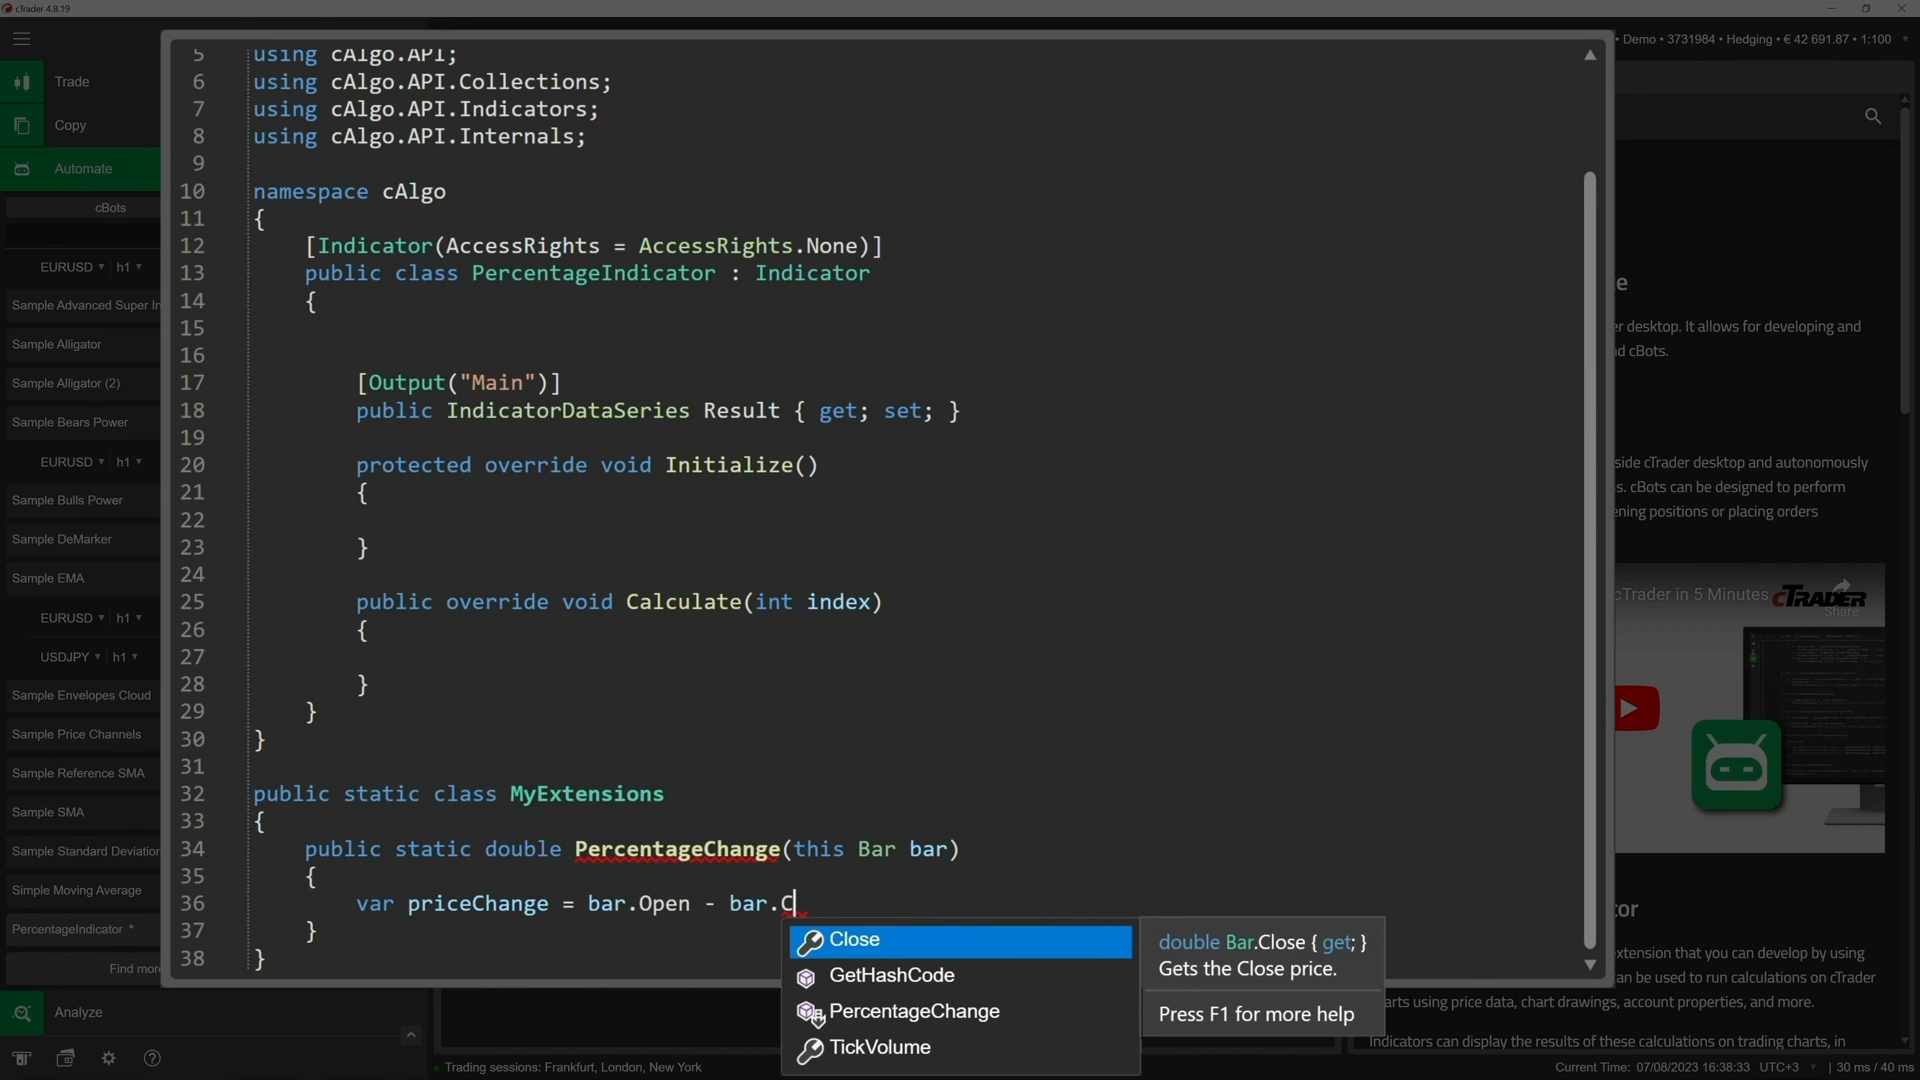 cTrader 4.8.19
• Demo • 3731984 • Hedging • € 42 691.87 • 1:100
Trade
Copy
Automate
cBots
EURUSD h1
Sample Advanced Super In
Sample Alligator
Sample Alligator (2)
Sample Bears Power
EURUSD h1
Sample Bulls Power
Sample DeMarker
Sample EMA
EURUSD h1
USDJPY h1
Sample Envelopes Cloud
Sample Price Channels
Sample Reference SMA
Sample SMA
Sample Standard Deviation
Simple Moving Average
PercentageIndicator *
Find more
Analyze
5 using cAlgo.API;
6 using cAlgo.API.Collections;
7 using cAlgo.API.Indicators;
8 using cAlgo.API.Internals;
9
10 namespace cAlgo
11 {
12 [Indicator(AccessRights = AccessRights.None)]
13 public class PercentageIndicator : Indicator
14 {
15
16
17 [Output("Main")]
18 public IndicatorDataSeries Result { get; set; }
19
20 protected override void Initialize()
21 {
22
23 }
24
25 public override void Calculate(int index)
26 {
27
28 }
29 }
30 }
31
32 public static class MyExtensions
33 {
34 public static double PercentageChange(this Bar bar)
35 {
36 var priceChange = bar.Open - bar.C
37 }
38 }
Close
GetHashCode
PercentageChange
TickVolume
double Bar.Close { get; }
Gets the Close price.
Press F1 for more help
e
er desktop. It allows for developing and
nd cBots.
side cTrader desktop and autonomously
s. cBots can be designed to perform
ening positions or placing orders
cTrader in 5 Minutes
cTRADER
Share
tor
extension that you can develop by using
an be used to run calculations on cTrader
arts using price data, chart drawings, account properties, and more.
Indicators can display the results of these calculations on trading charts, in
Trading sessions: Frankfurt, London, New York
Current Time: 07/08/2023 16:38:33 UTC+3 | 30 ms / 40 ms